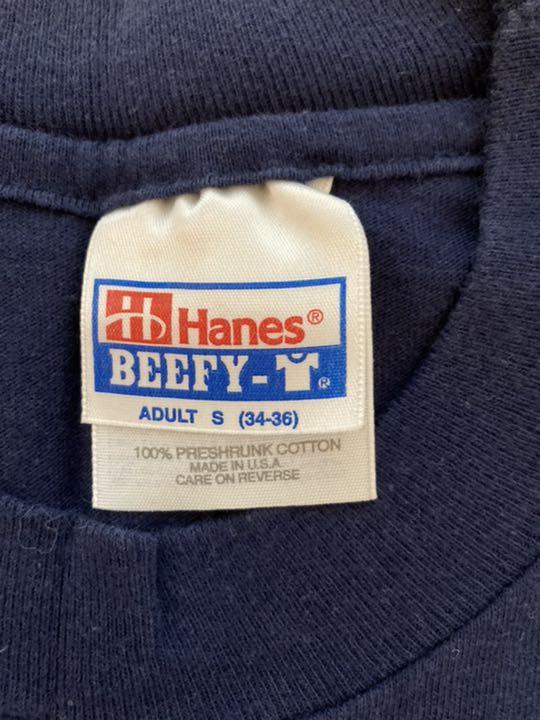 H Hanes®
BEEFY-T®
ADULT S (34-36)
100% PRESHRUNK COTTON
MADE IN U.S.A.
CARE ON REVERSE